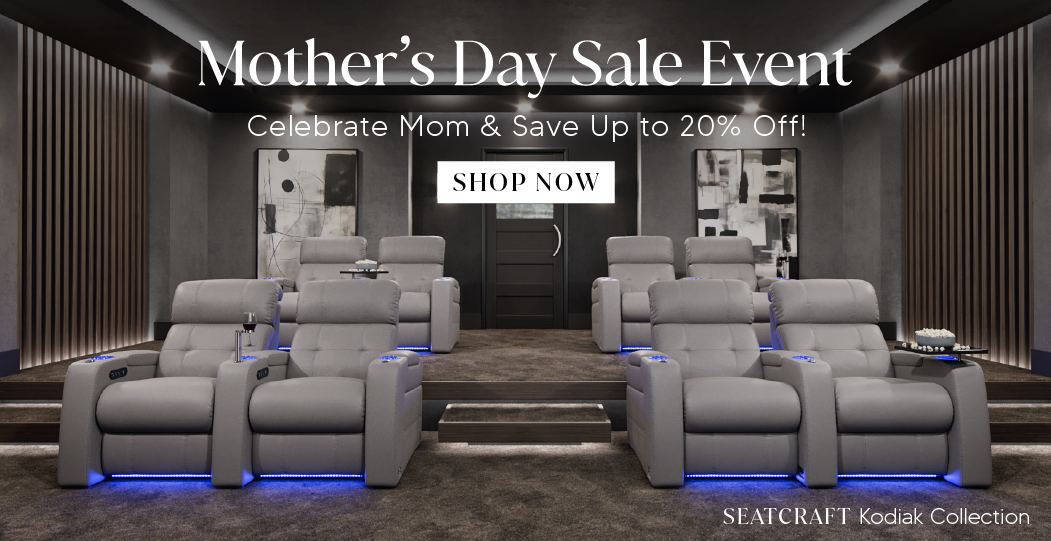 Mother's Day Sale Event
Celebrate Mom & Save Up to 20% Off!
SHOP NOW
SEATCRAFT Kodiak Collection